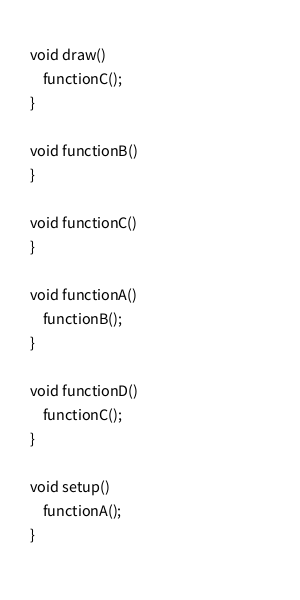 void draw()
    functionC();
}

void functionB()
}

void functionC()
}

void functionA()
    functionB();
}

void functionD()
    functionC();
}

void setup()
    functionA();
}